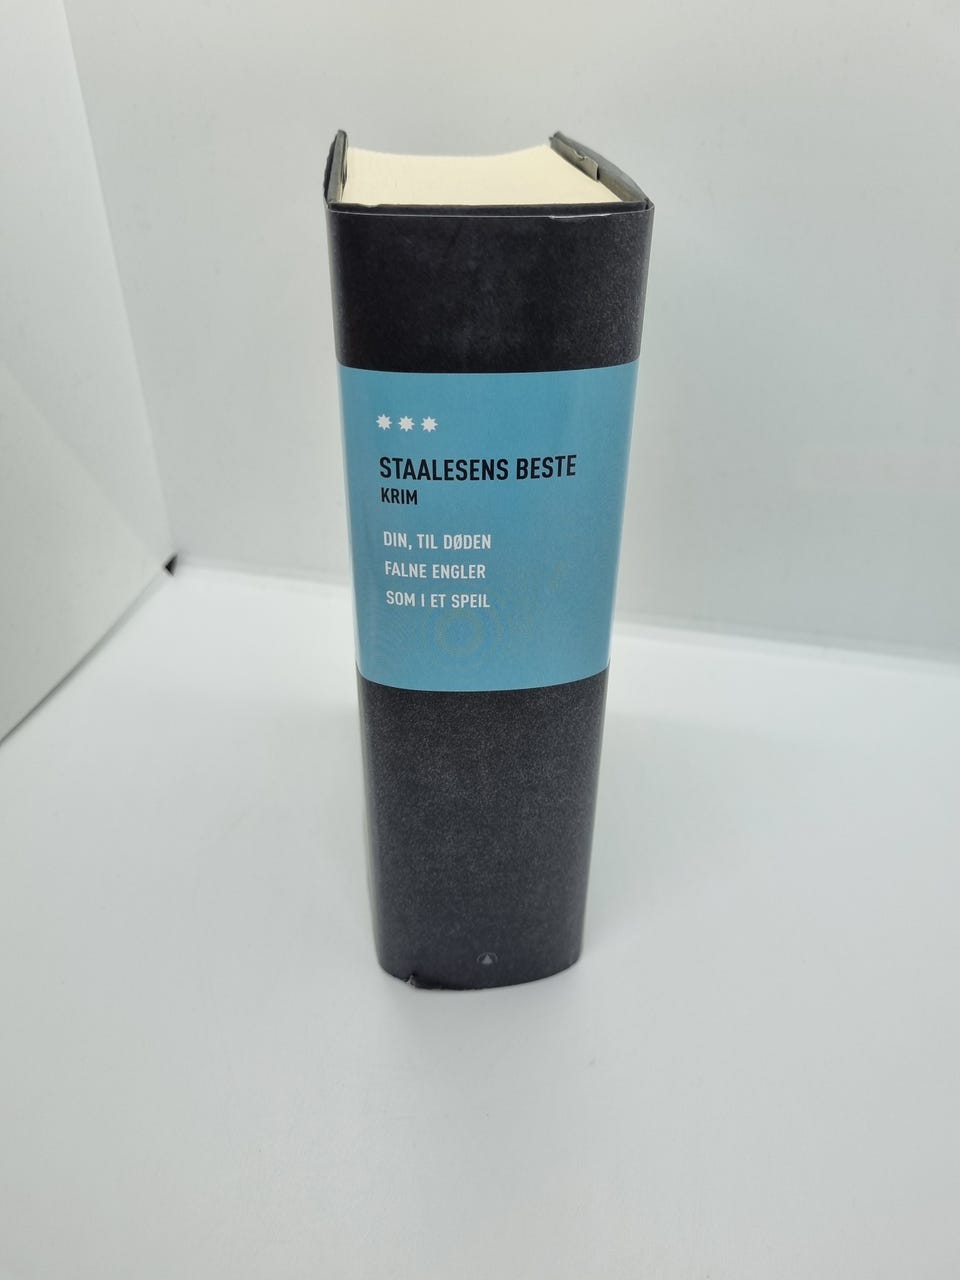 STAALESENS BESTE
KRIM
DIN, TIL DØDEN
FALNE ENGLER
SOM I ET SPEIL